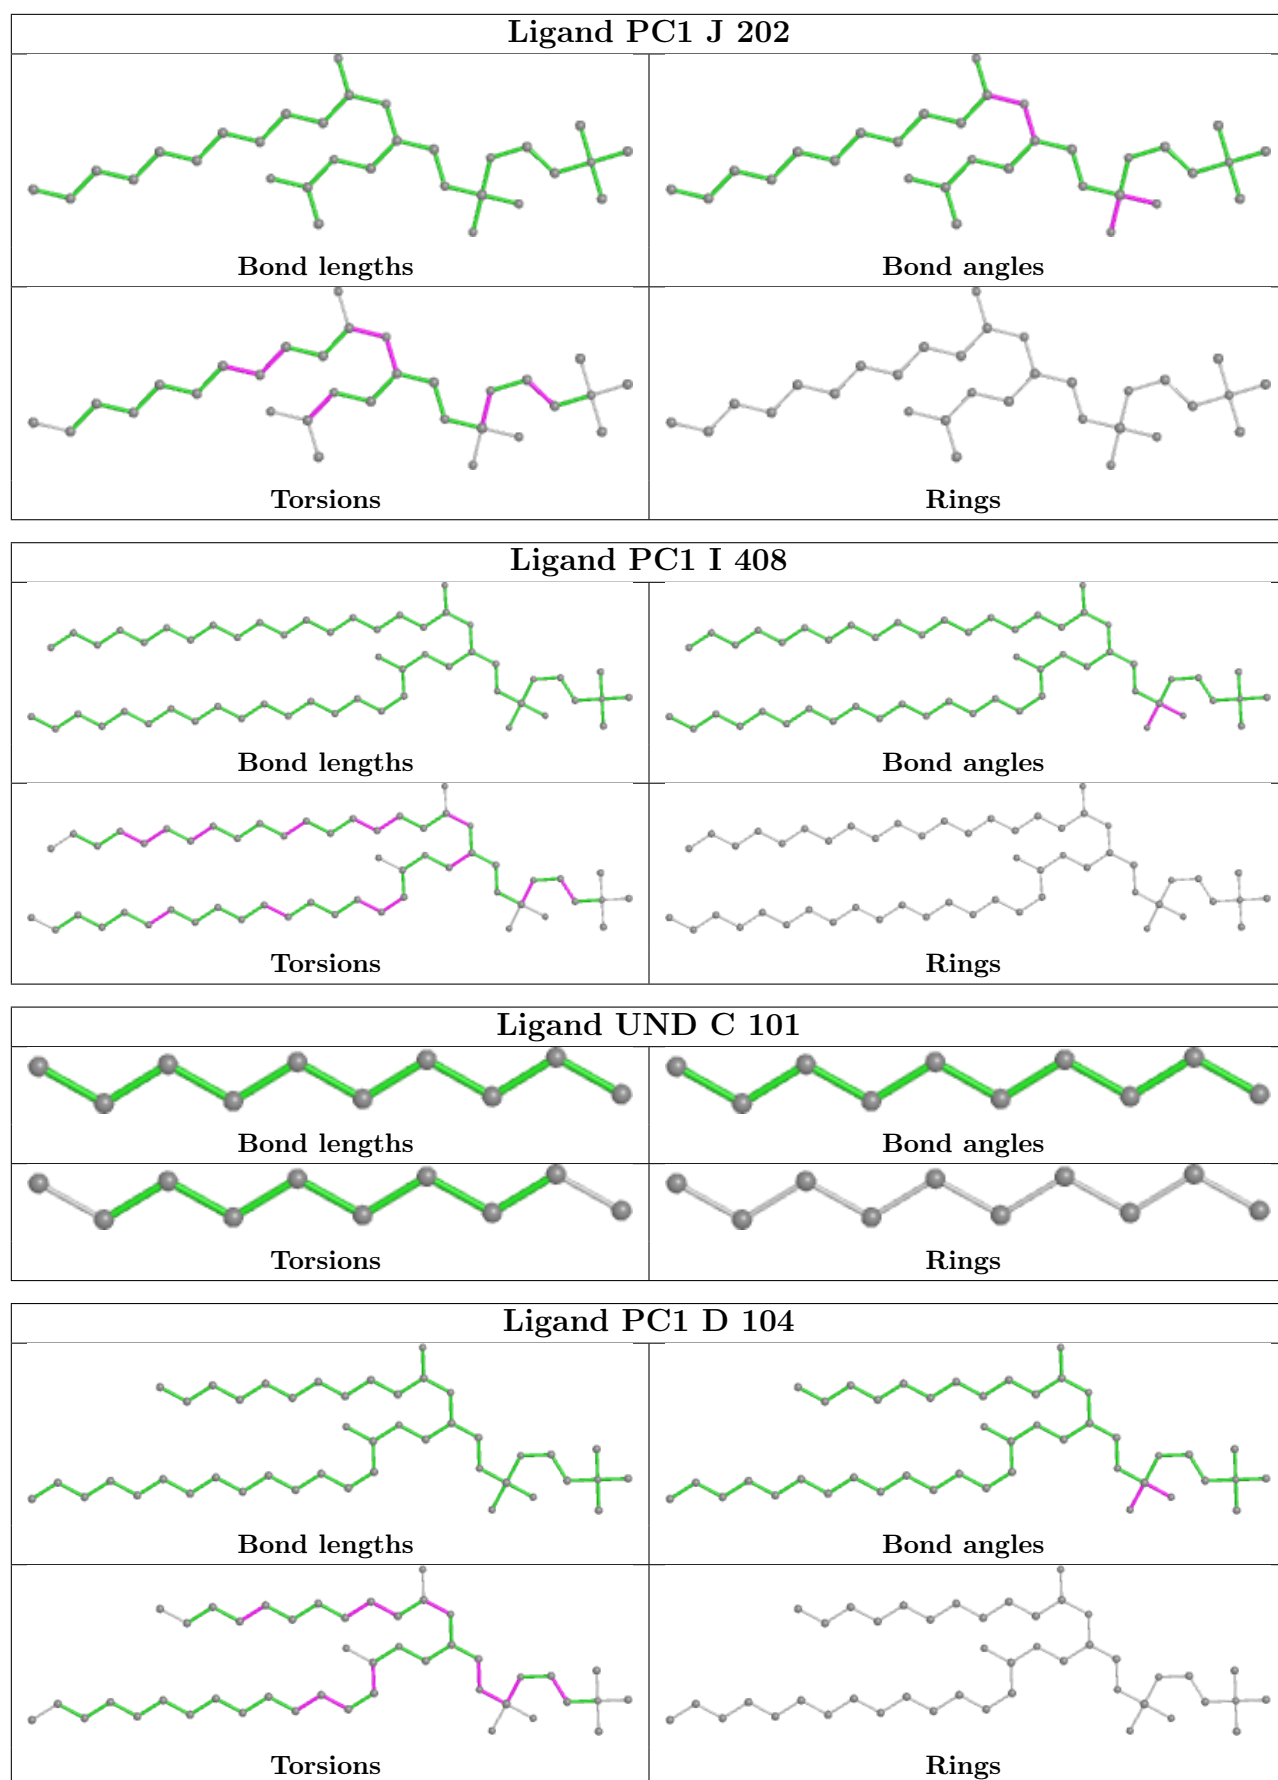 Ligand PC1 J 202
Bond lengths
Bond angles
Torsions
Rings
Ligand PC1 I 408
Bond lengths
Bond angles
Torsions
Rings
Ligand UND C 101
Bond lengths
Bond angles
Torsions
Rings
Ligand PC1 D 104
Bond lengths
Bond angles
Torsions
Rings